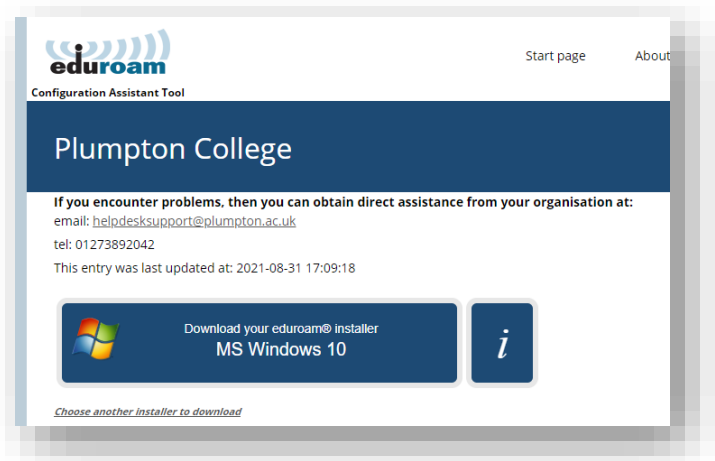 eduroam
Start page About
Configuration Assistant Tool
Plumpton College
If you encounter problems, then you can obtain direct assistance from your organisation at:
email: helpdesksupport@plumpton.ac.uk
tel: 01273892042
This entry was last updated at: 2021-08-31 17:09:18
Download your eduroam® installer
MS Windows 10
i
Choose another installer to download